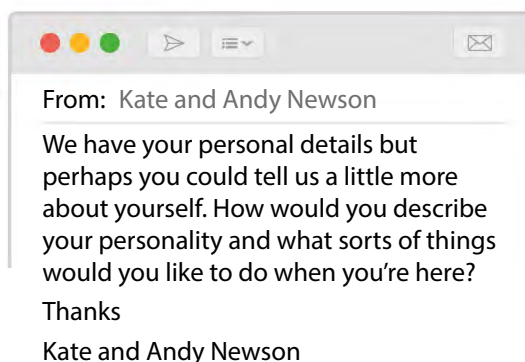 From: Kate and Andy Newson
We have your personal details but
perhaps you could tell us a little more
about yourself. How would you describe
your personality and what sorts of things
would you like to do when you're here?
Thanks
Kate and Andy Newson